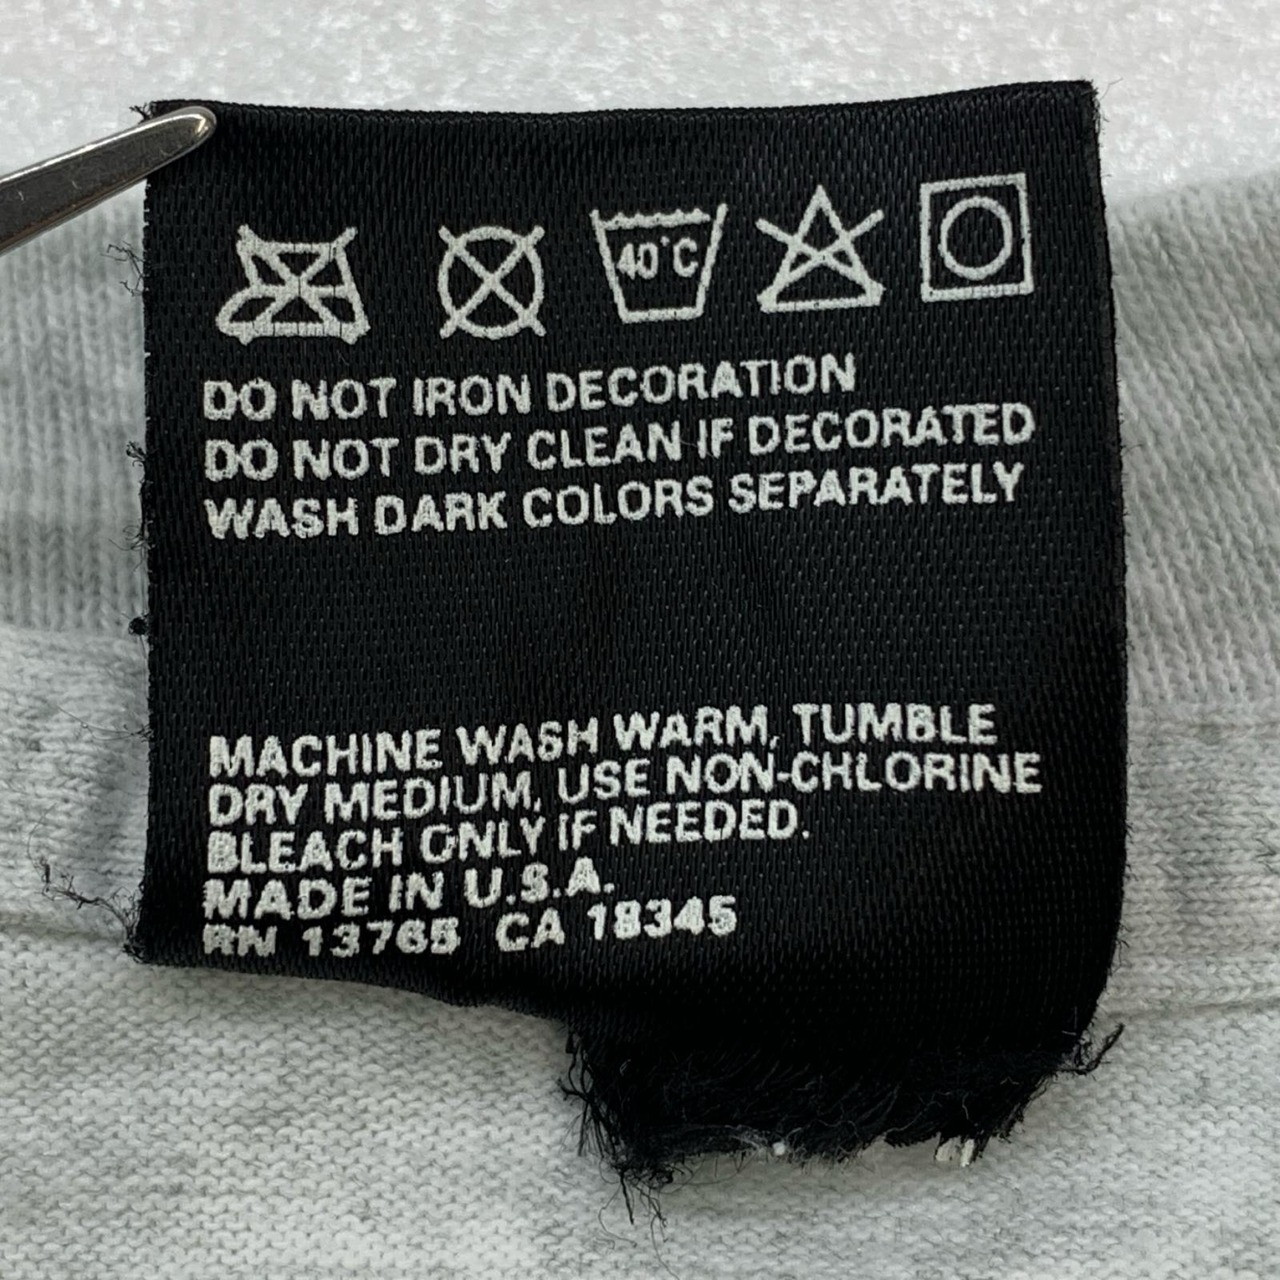 40°C
DO NOT IRON DECORATION
DO NOT DRY CLEAN IF DECORATED
WASH DARK COLORS SEPARATELY
MACHINE WASH WARM, TUMBLE
DRY MEDIUM, USE NON-CHLORINE
BLEACH ONLY IF NEEDED.
MADE IN U.S.A.
RN 13765 CA 18345